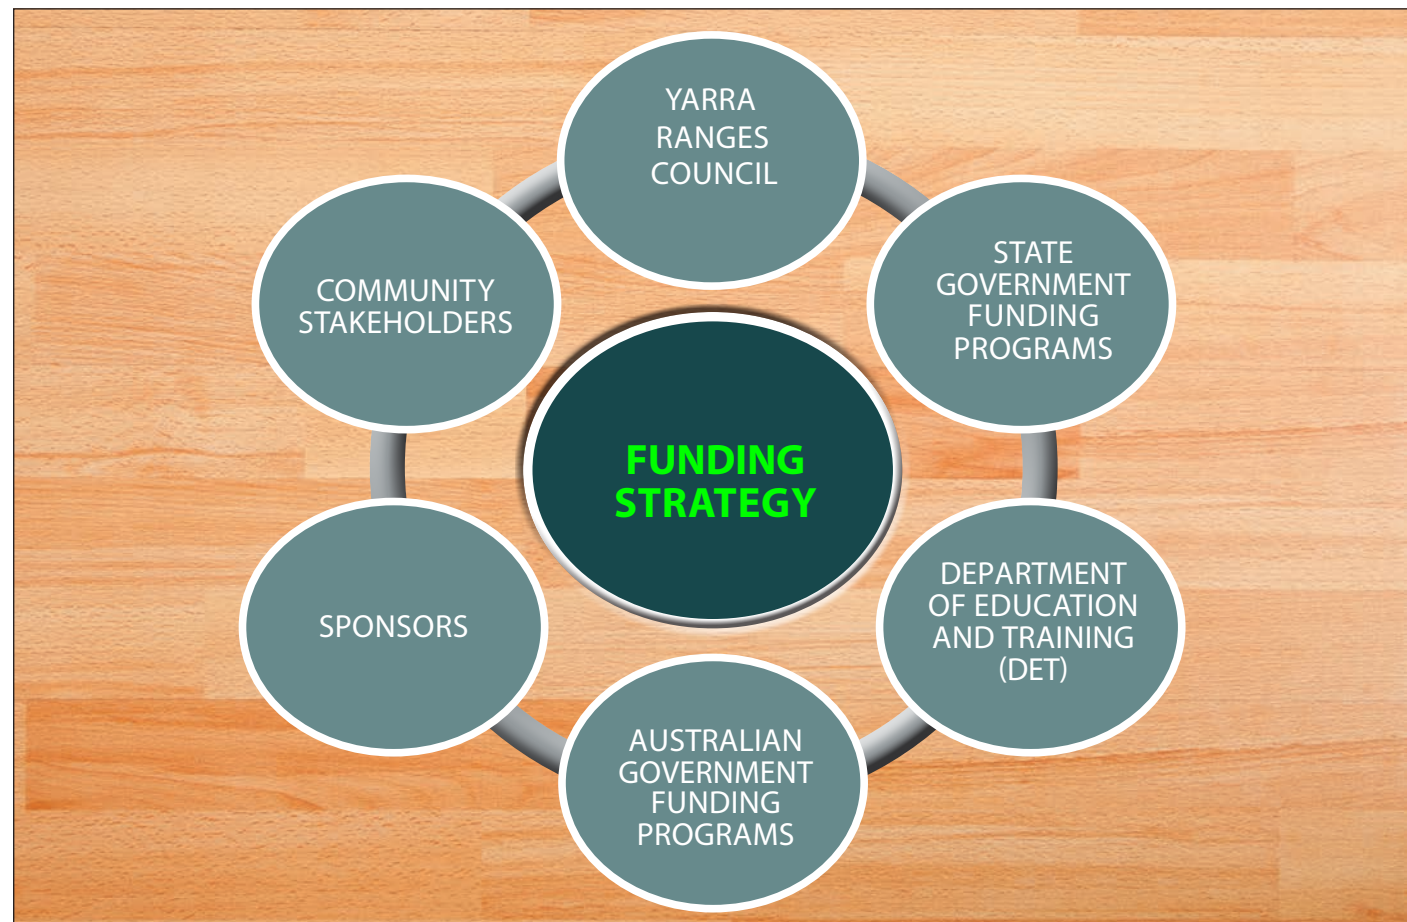 YARRA
RANGES
COUNCIL
STATE
GOVERNMENT
FUNDING
PROGRAMS
COMMUNITY
STAKEHOLDERS
FUNDING
STRATEGY
DEPARTMENT
OF EDUCATION
AND TRAINING
(DET)
SPONSORS
AUSTRALIAN
GOVERNMENT
FUNDING
PROGRAMS